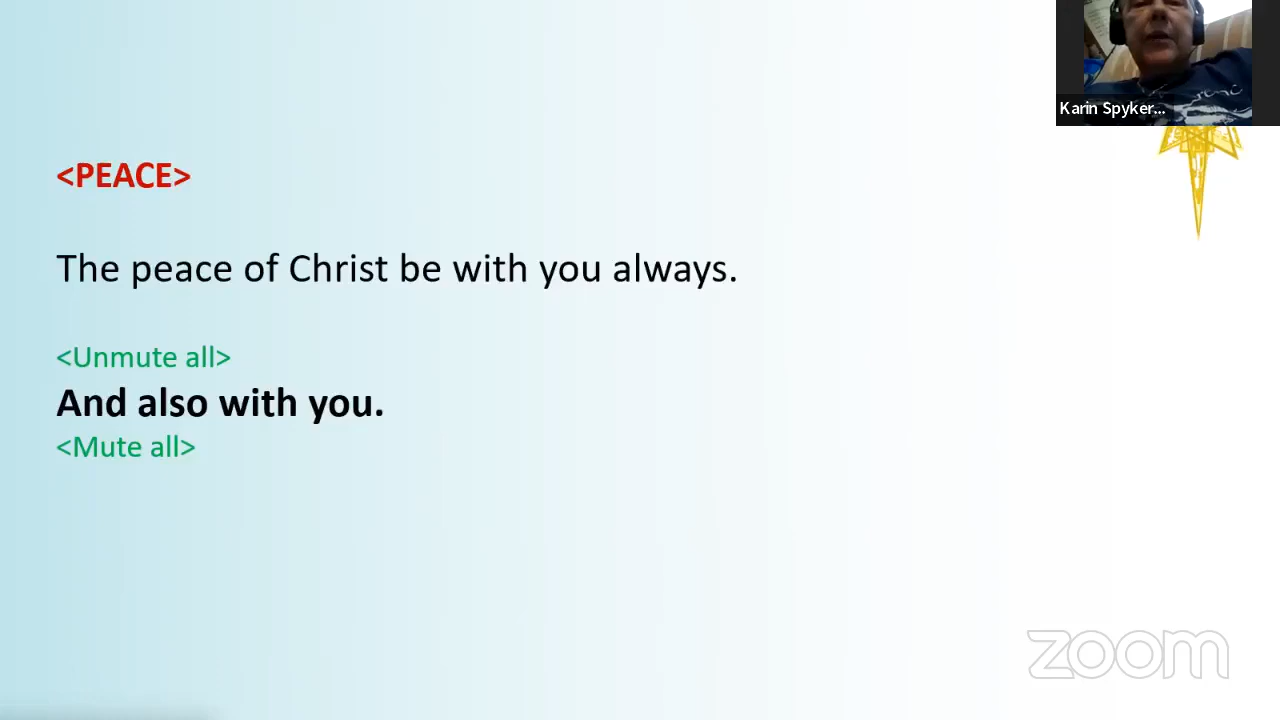 Karin Spyker...
<PEACE>
The peace of Christ be with you always.
<Unmute all>
And also with you.
<Mute all>
zoom